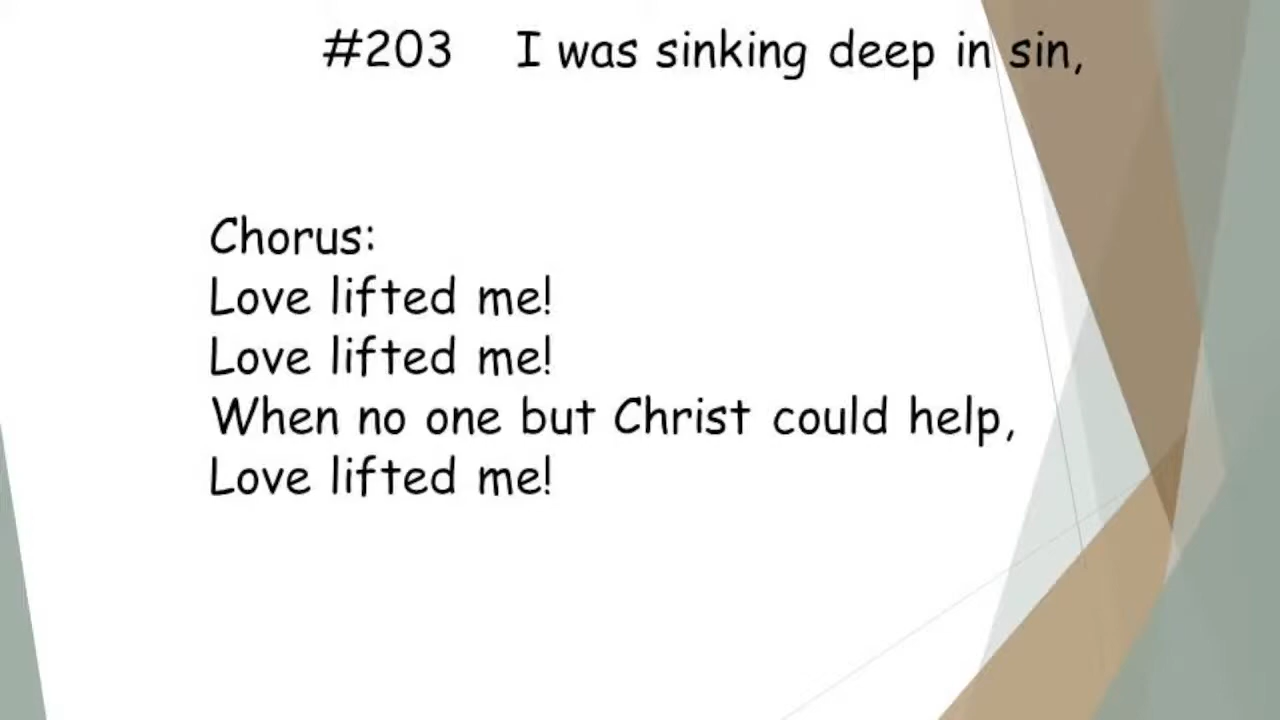 #203 I was sinking deep in sin,
Chorus:
Love lifted me!
Love lifted me!
When no one but Christ could help,
Love lifted me!